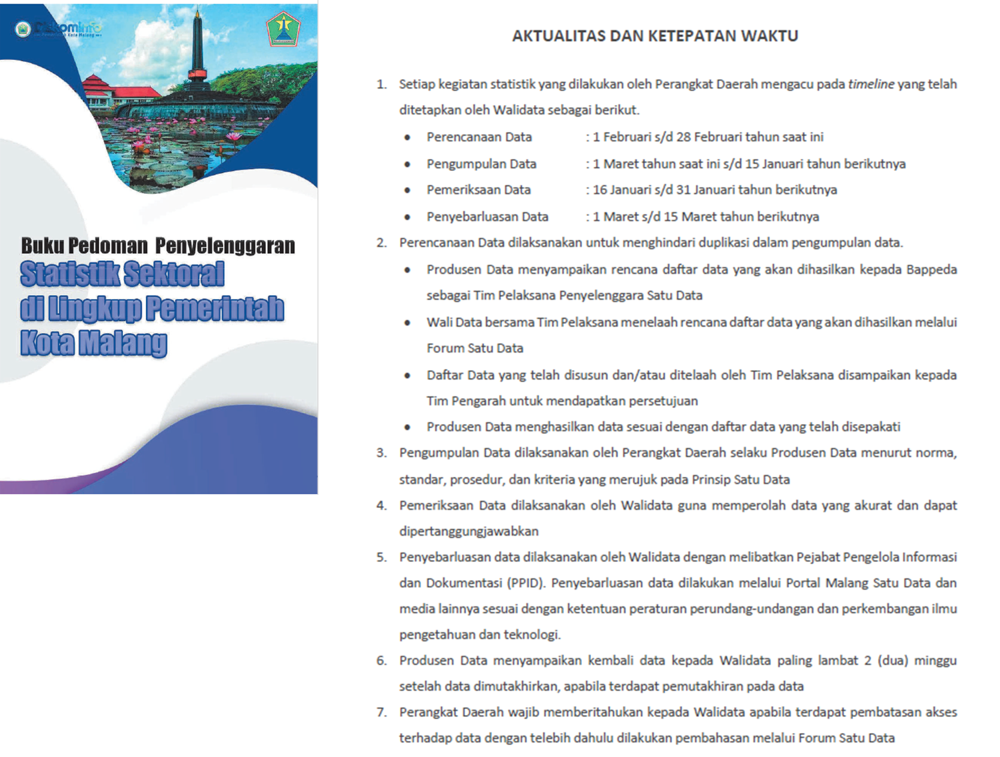 Diskominfo
Pemerintah Kota Malang
Buku Pedoman Penyelenggaran
Statistik Sektoral
di Lingkup Pemerintah
Kota Malang
AKTUALITAS DAN KETEPATAN WAKTU
1. Setiap kegiatan statistik yang dilakukan oleh Perangkat Daerah mengacu pada timeline yang telah
ditetapkan oleh Walidata sebagai berikut.
• Perencanaan Data : 1 Februari s/d 28 Februari tahun saat ini
• Pengumpulan Data : 1 Maret tahun saat ini s/d 15 Januari tahun berikutnya
• Pemeriksaan Data : 16 Januari s/d 31 Januari tahun berikutnya
• Penyebarluasan Data : 1 Maret s/d 15 Maret tahun berikutnya
2. Perencanaan Data dilaksanakan untuk menghindari duplikasi dalam pengumpulan data.
• Produsen Data menyampaikan rencana daftar data yang akan dihasilkan kepada Bappeda
sebagai Tim Pelaksana Penyelenggara Satu Data
• Wali Data bersama Tim Pelaksana menelaah rencana daftar data yang akan dihasilkan melalui
Forum Satu Data
• Daftar Data yang telah disusun dan/atau ditelaah oleh Tim Pelaksana disampaikan kepada
Tim Pengarah untuk mendapatkan persetujuan
• Produsen Data menghasilkan data sesuai dengan daftar data yang telah disepakati
3. Pengumpulan Data dilaksanakan oleh Perangkat Daerah selaku Produsen Data menurut norma,
standar, prosedur, dan kriteria yang merujuk pada Prinsip Satu Data
4. Pemeriksaan Data dilaksanakan oleh Walidata guna memperolah data yang akurat dan dapat
dipertanggungjawabkan
5. Penyebarluasan data dilaksanakan oleh Walidata dengan melibatkan Pejabat Pengelola Informasi
dan Dokumentasi (PPID). Penyebarluasan data dilakukan melalui Portal Malang Satu Data dan
media lainnya sesuai dengan ketentuan peraturan perundang-undangan dan perkembangan ilmu
pengetahuan dan teknologi.
6. Produsen Data menyampaikan kembali data kepada Walidata paling lambat 2 (dua) minggu
setelah data dimutakhirkan, apabila terdapat pemutakhiran pada data
7. Perangkat Daerah wajib memberitahukan kepada Walidata apabila terdapat pembatasan akses
terhadap data dengan telebih dahulu dilakukan pembahasan melalui Forum Satu Data